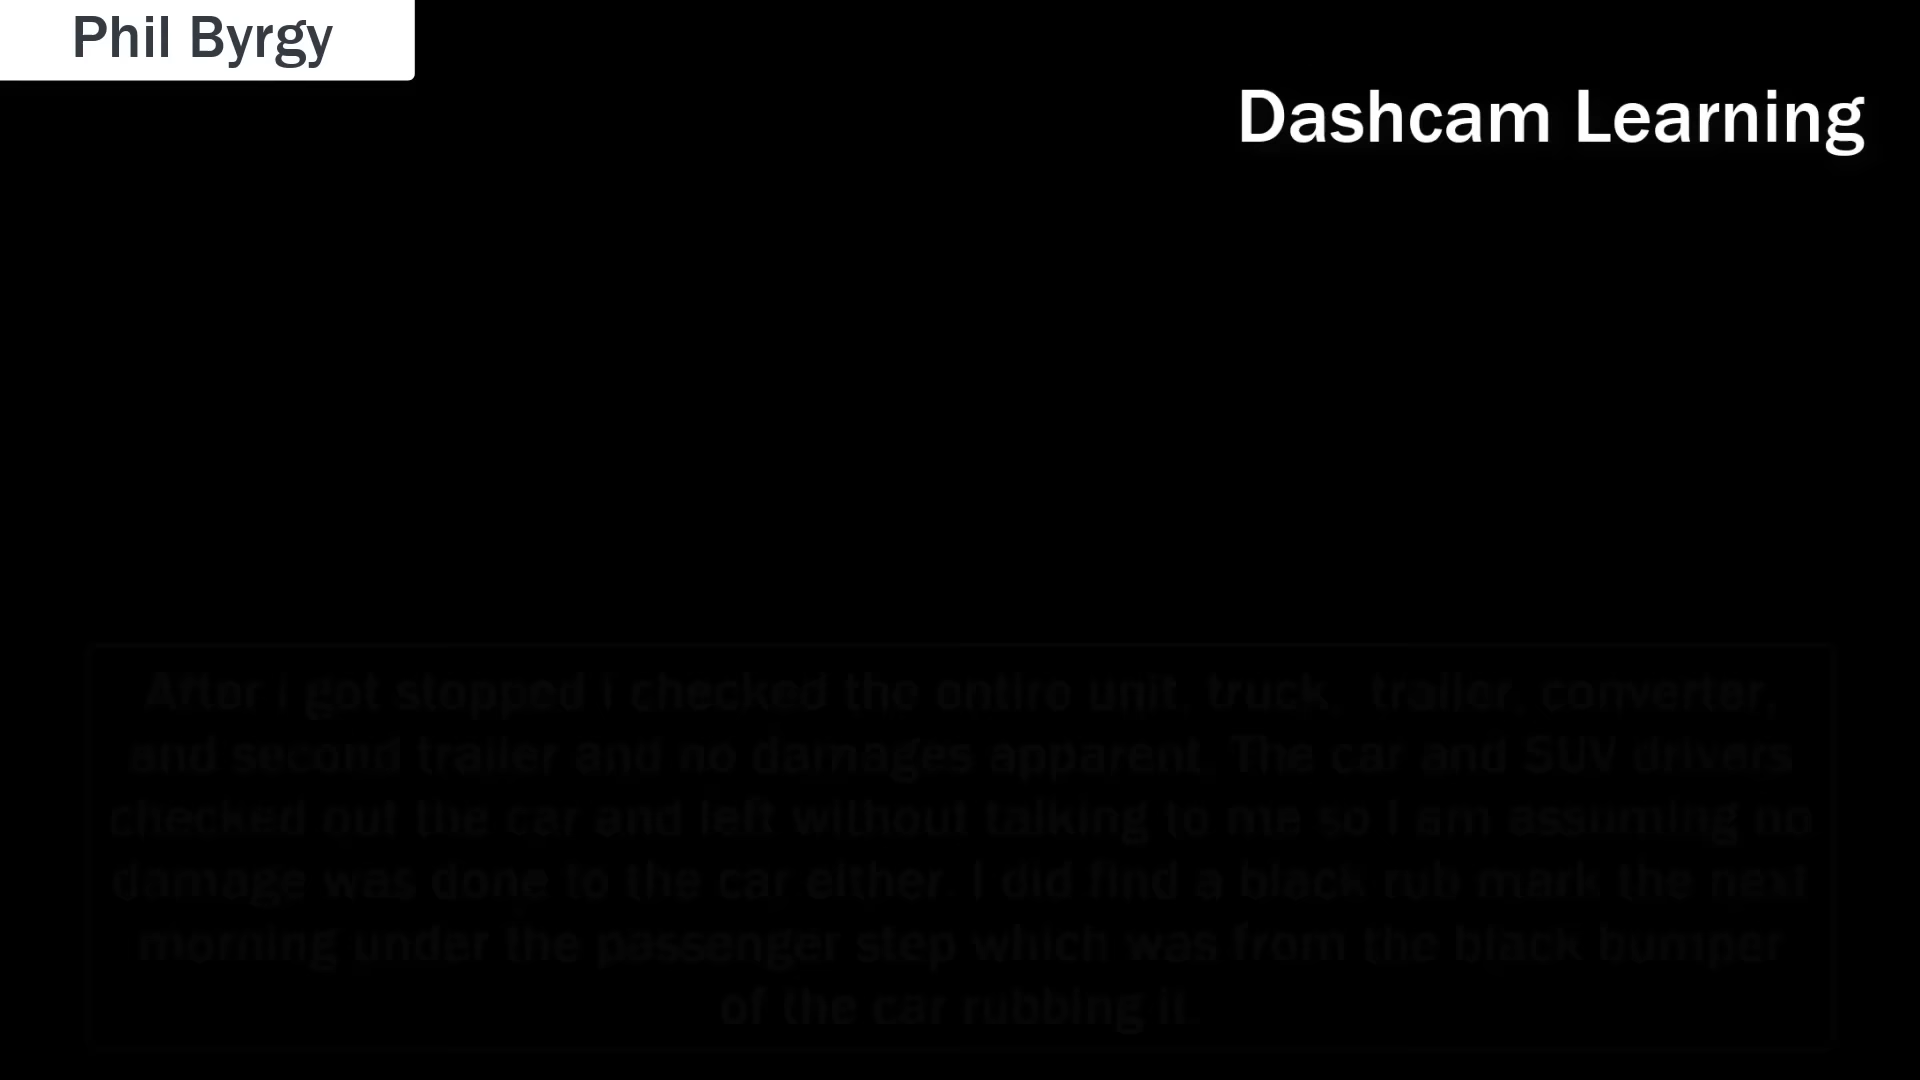 Phil Byrgy
Dashcam Learning
After i got stopped i checked the entire unit, truck,  trailer, converter,
and second trailer and no damages apparent. The car and SUV drivers
checked out the car and left without talking to me so I am assuming no
damage was done to the car either. I did find a black rub mark the next
morning under the passenger step which was from the black bumper
of the car rubbing it.